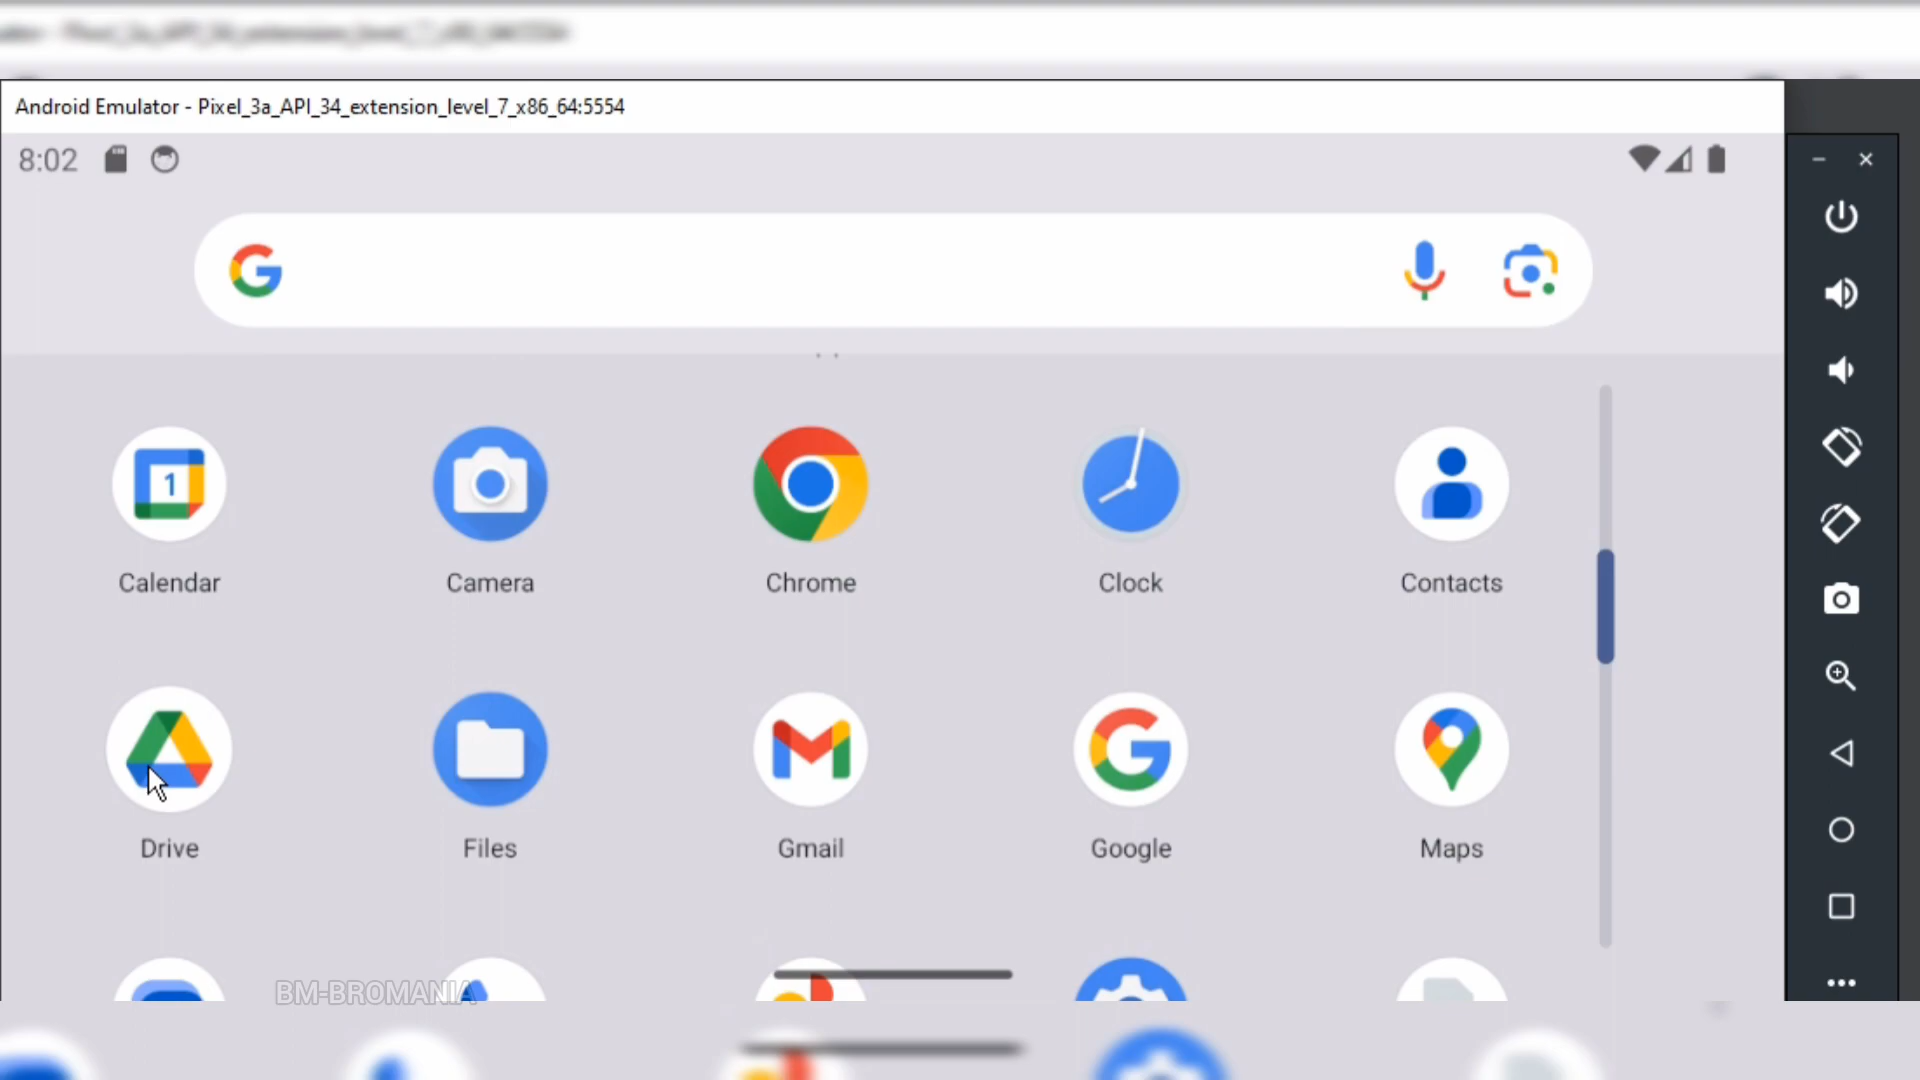 Android Emulator - Pixel_3a_API_34_extension_level_7_x86_64:5554
8:02
Calendar Camera Chrome Clock Contacts
Drive Files Gmail Google Maps
BM-BROMANIA